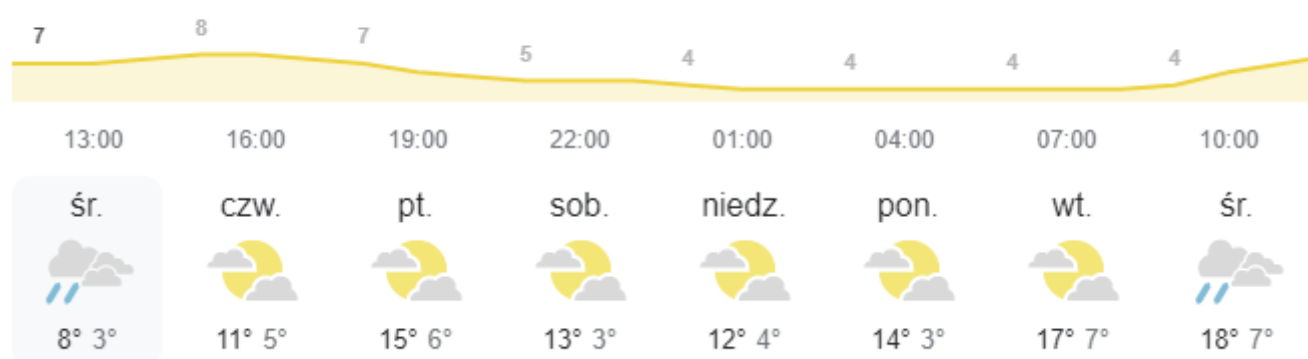 7 8 7 5 4 4 4 4
13:00 16:00 19:00 22:00 01:00 04:00 07:00 10:00
śr. czw. pt. sob. niedz. pon. wt. śr.
8° 3° 11° 5° 15° 6° 13° 3° 12° 4° 14° 3° 17° 7° 18° 7°